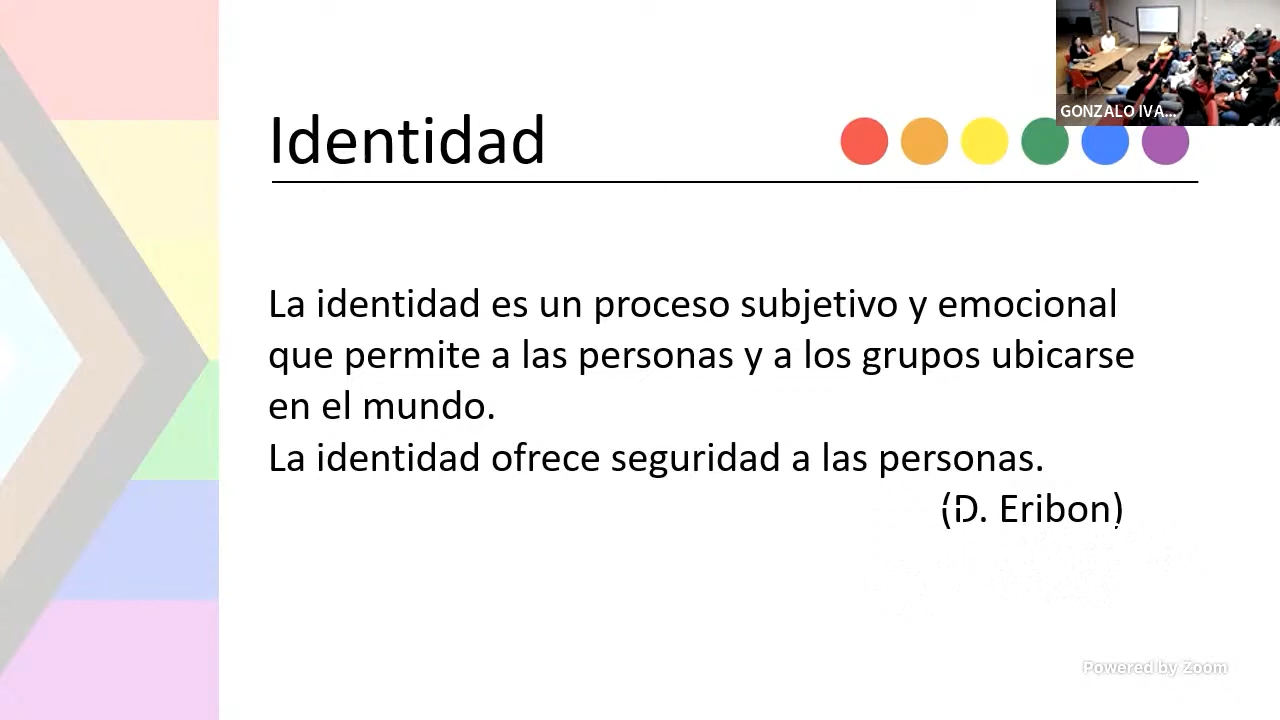 GONZALO IVA...
Identidad
La identidad es un proceso subjetivo y emocional
que permite a las personas y a los grupos ubicarse
en el mundo.
La identidad ofrece seguridad a las personas.
(D. Eribon)
Powered by Zoom